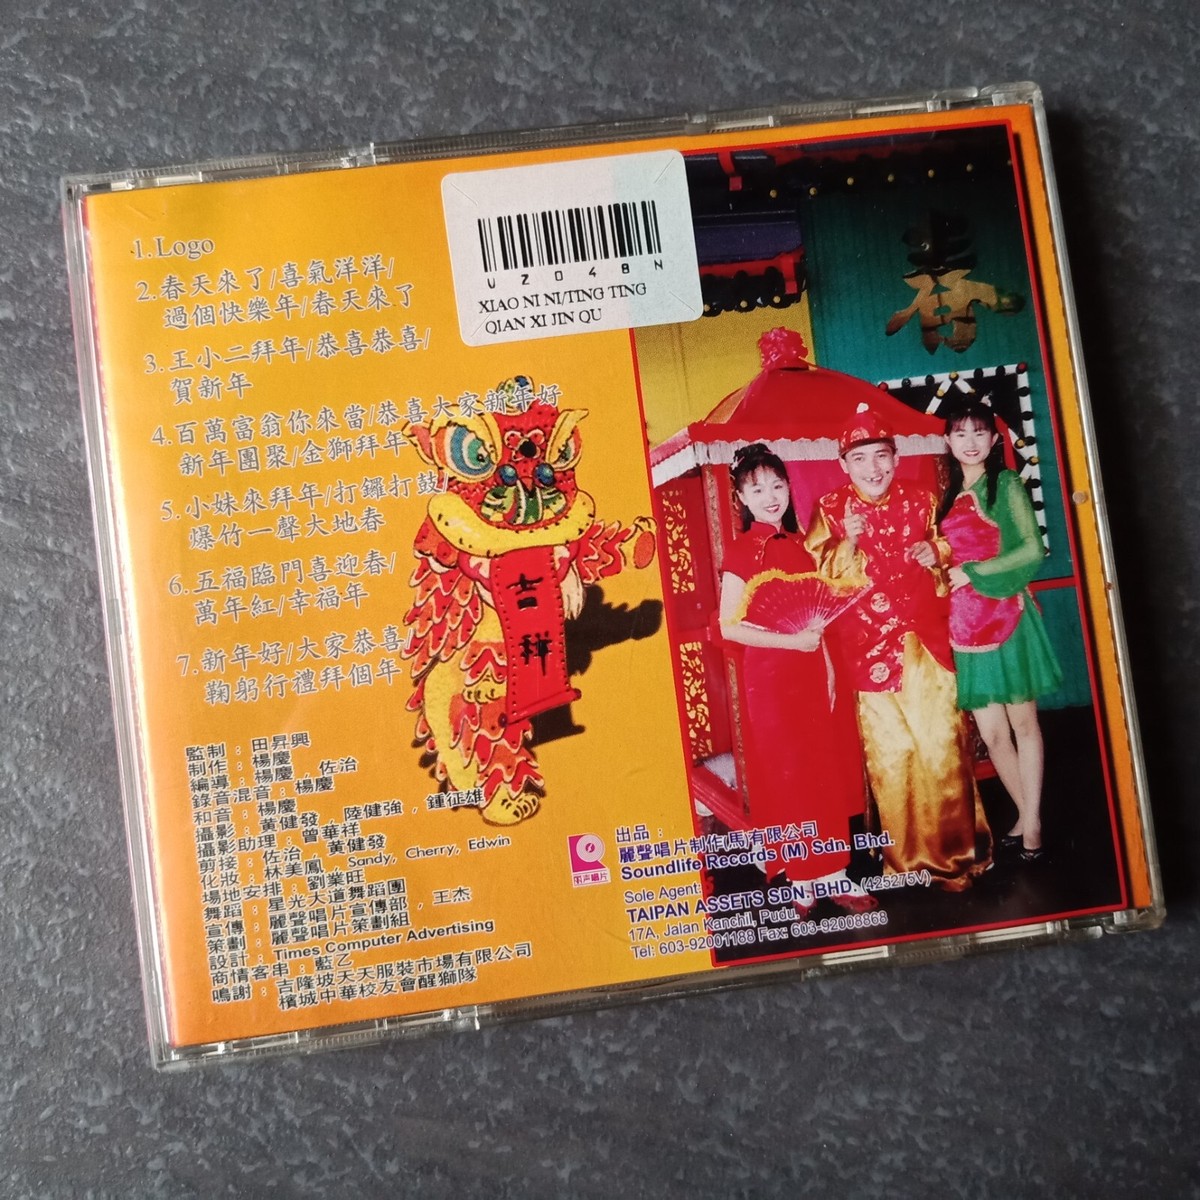 1.Logo
2.春天來了/喜氣洋洋/
過個快樂年/春天來了
3.王小二拜年/恭喜恭喜/
賀新年
4.百萬富翁你來當/恭喜大家新年好
新年團聚/金獅拜年
5.小妹來拜年/打鑼打鼓/
爆竹一聲大地春
6.五福臨門喜迎春/
萬年紅/幸福年
7.新年好/大家恭喜/
鞠躬行禮拜個年
監制：田昇興
制作：楊慶
編導：楊慶，佐治
錄音混音：楊慶
和音：楊慶
攝影：黃健發，陸健強，鍾征雄
攝影助理：曾華祥
剪接：佐治，黃健發
化妝：林美鳳，Sandy, Cherry, Edwin
場地安排：劉業旺
舞蹈：星光大道舞蹈團
宣傳：麗聲唱片宣傳部，王杰
策劃：麗聲唱片策劃組
設計：Times Computer Advertising
商情客串：藍乙
鳴謝：吉隆坡天天服裝市場有限公司
檳城中華校友會醒獅隊
UZ048N
XIAO NI NI/TING TING
QIAN XI JIN QU
吉祥
春
出品：
麗聲唱片制作(馬)有限公司
Soundlife Records (M) Sdn. Bhd.
Sole Agent:
TAIPAN ASSETS SDN. BHD. (425275V)
17A, Jalan Kanchil, Pudu.
Tel: 603-92001188 Fax: 603-92008868
丽声唱片